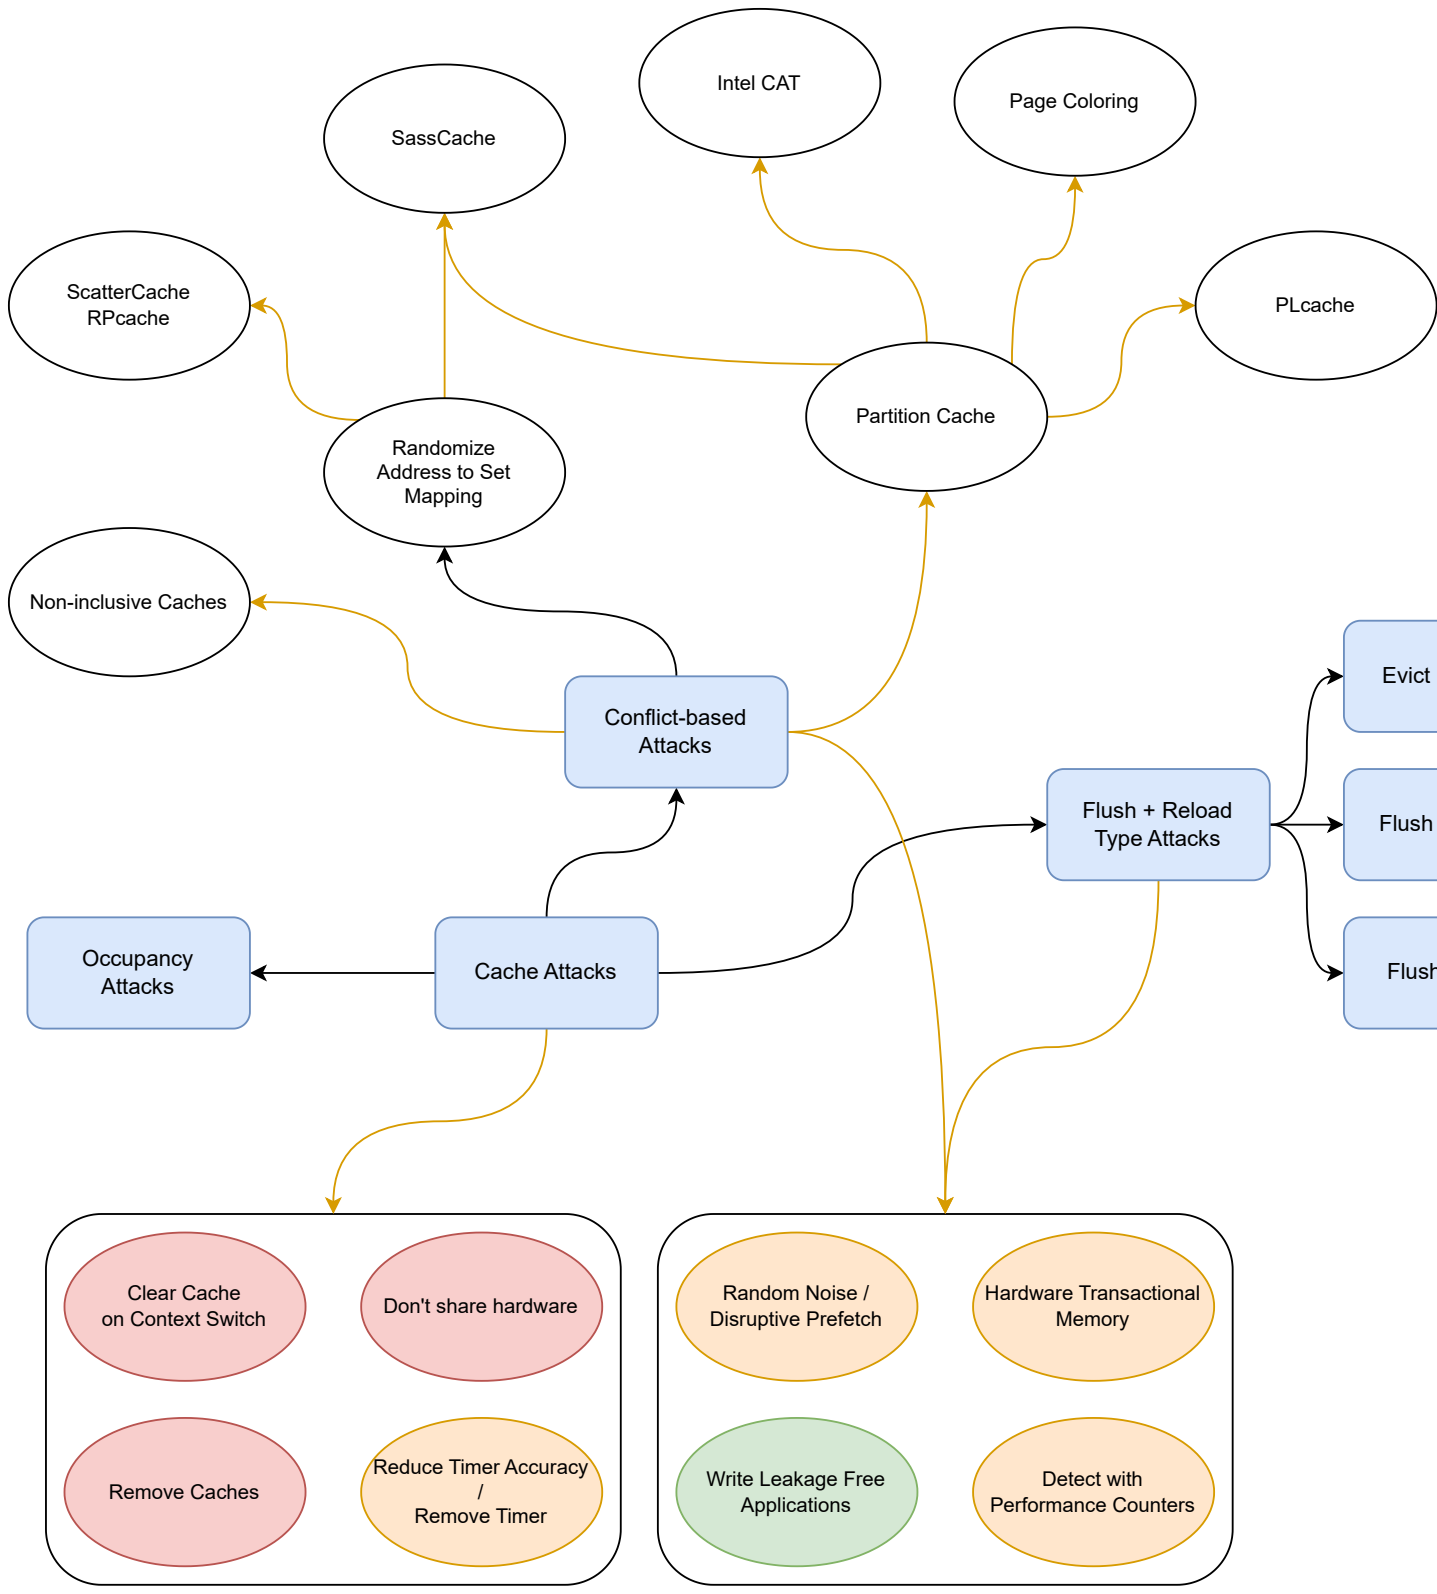 Intel CAT
Page Coloring
SassCache
ScatterCache
RPcache
PLcache
Partition Cache
Randomize
Address to Set
Mapping
Non-inclusive Caches
Conflict-based
Attacks
Evict
Flush + Reload
Type Attacks
Flush
Occupancy
Attacks
Cache Attacks
Flush
Clear Cache
on Context Switch
Don't share hardware
Random Noise /
Disruptive Prefetch
Hardware Transactional
Memory
Remove Caches
Reduce Timer Accuracy
/
Remove Timer
Write Leakage Free
Applications
Detect with
Performance Counters